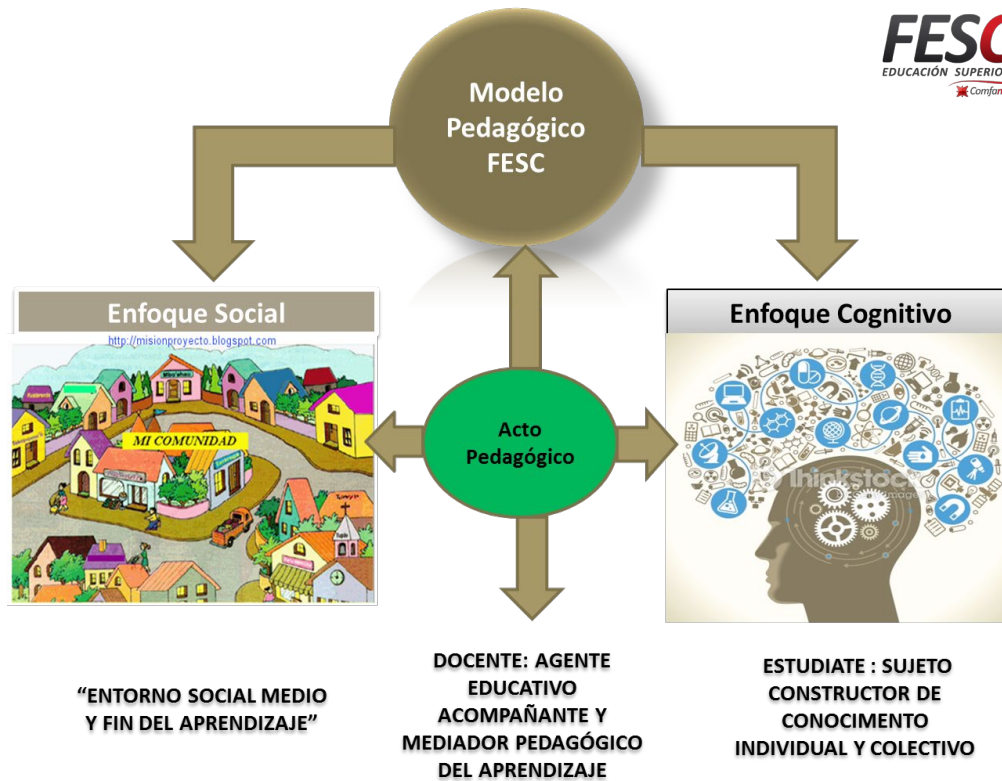 FESC
EDUCACIÓN SUPERIO
Comfan
Modelo
Pedagógico
FESC
Enfoque Social
http://misionproyecto.blogspot.com
MI COMUNIDAD
Enfoque Cognitivo
thinkstock
Acto
Pedagógico
“ENTORNO SOCIAL MEDIO
Y FIN DEL APRENDIZAJE”
DOCENTE: AGENTE
EDUCATIVO
ACOMPAÑANTE Y
MEDIADOR PEDAGÓGICO
DEL APRENDIZAJE
ESTUDIATE : SUJETO
CONSTRUCTOR DE
CONOCIMENTO
INDIVIDUAL Y COLECTIVO